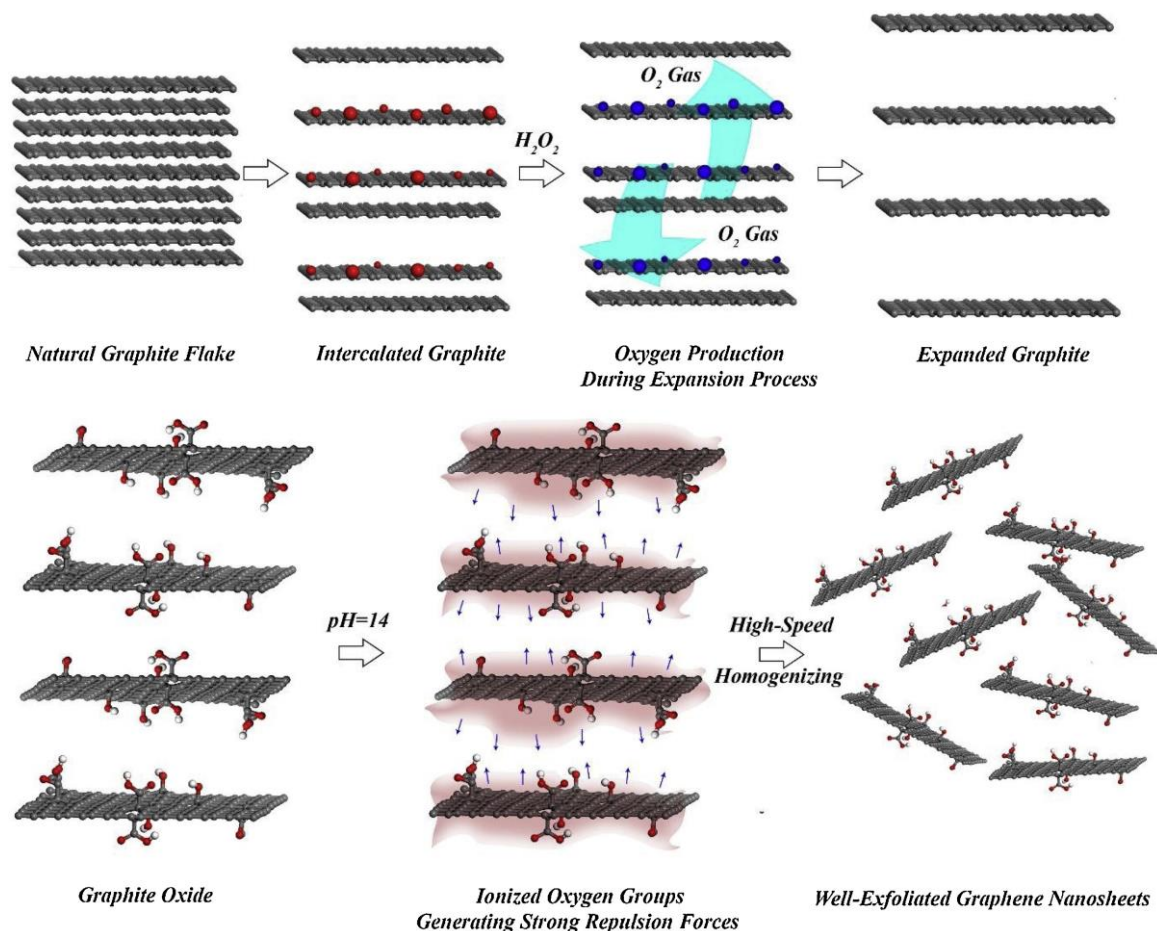 O2 Gas
H2O2
O2 Gas
Natural Graphite Flake
Intercalated Graphite
Oxygen Production
During Expansion Process
Expanded Graphite
pH=14
High-Speed
Homogenizing
Graphite Oxide
Ionized Oxygen Groups
Generating Strong Repulsion Forces
Well-Exfoliated Graphene Nanosheets